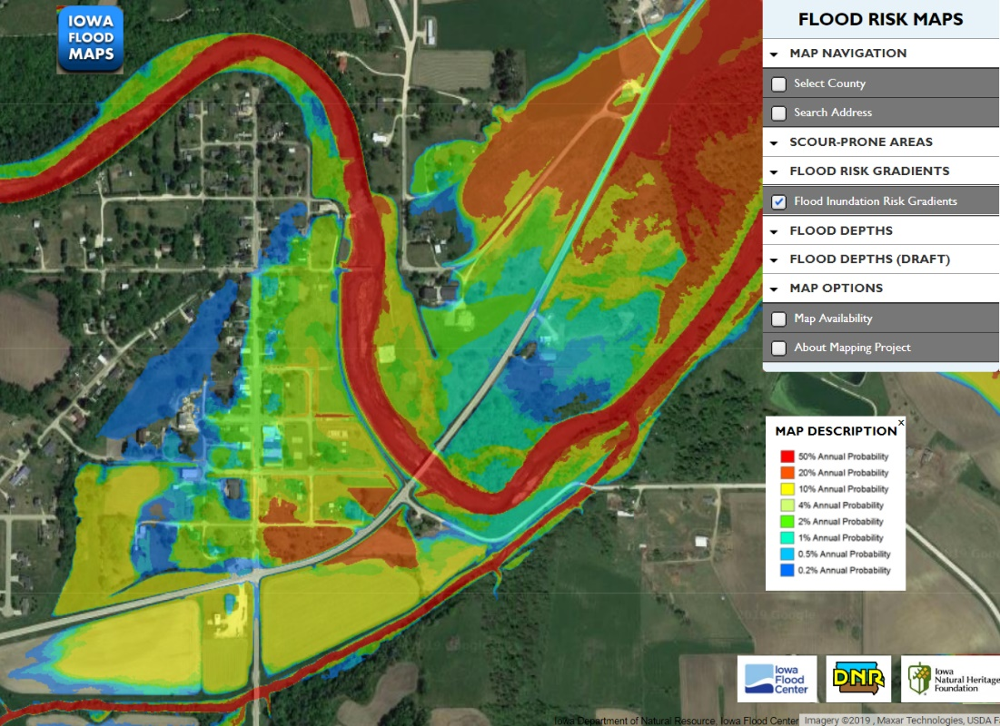 IOWA
FLOOD
MAPS
FLOOD RISK MAPS
MAP NAVIGATION
Select County
Search Address
SCOUR-PRONE AREAS
FLOOD RISK GRADIENTS
Flood Inundation Risk Gradients
FLOOD DEPTHS
FLOOD DEPTHS (DRAFT)
MAP OPTIONS
Map Availability
About Mapping Project
x
MAP DESCRIPTION
50% Annual Probability
20% Annual Probability
10% Annual Probability
4% Annual Probability
2% Annual Probability
1% Annual Probability
0.5% Annual Probability
0.2% Annual Probability
2019 Google
Iowa
Flood
Center
DNR
Iowa
Natural Heritage
Foundation
Iowa Department of Natural Resource, Iowa Flood Center
Imagery ©2019 , Maxar Technologies, USDA